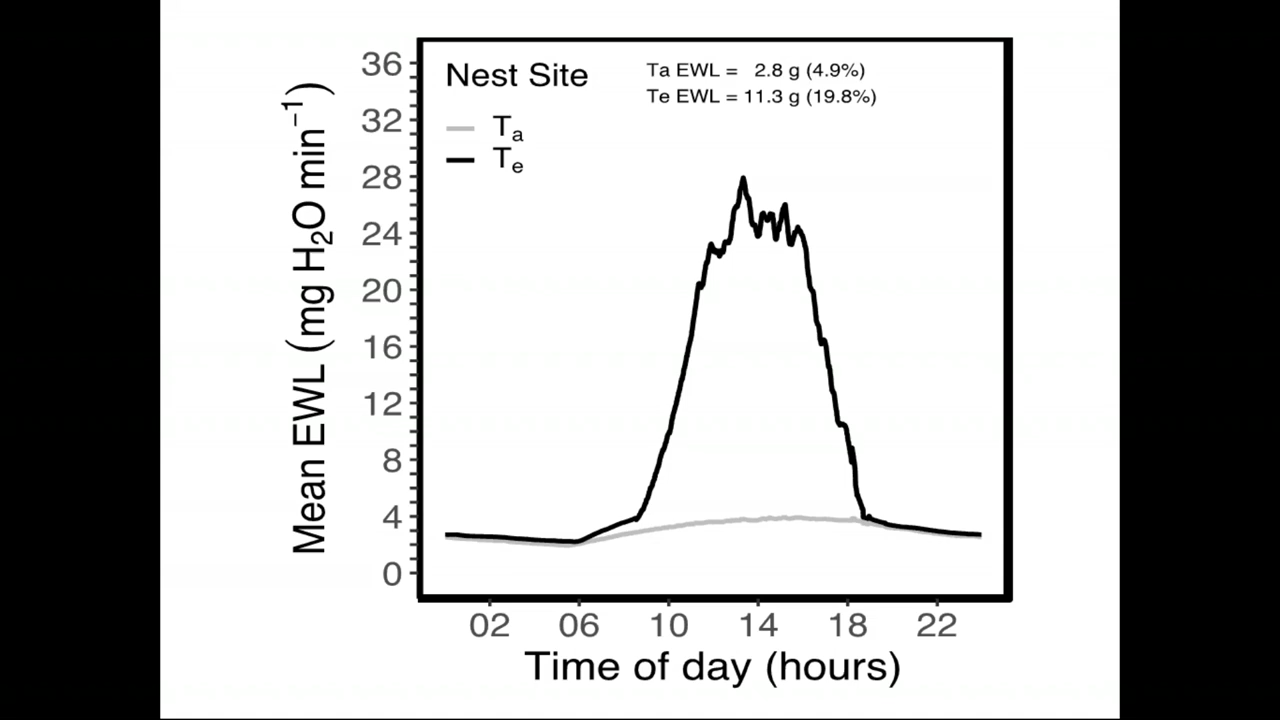 Nest Site
Ta EWL = 2.8 g (4.9%)
Te EWL = 11.3 g (19.8%)
Tₐ
Tₑ
Mean EWL (mg H₂O min⁻¹)
36
32
28
24
20
16
12
8
4
0
02 06 10 14 18 22
Time of day (hours)